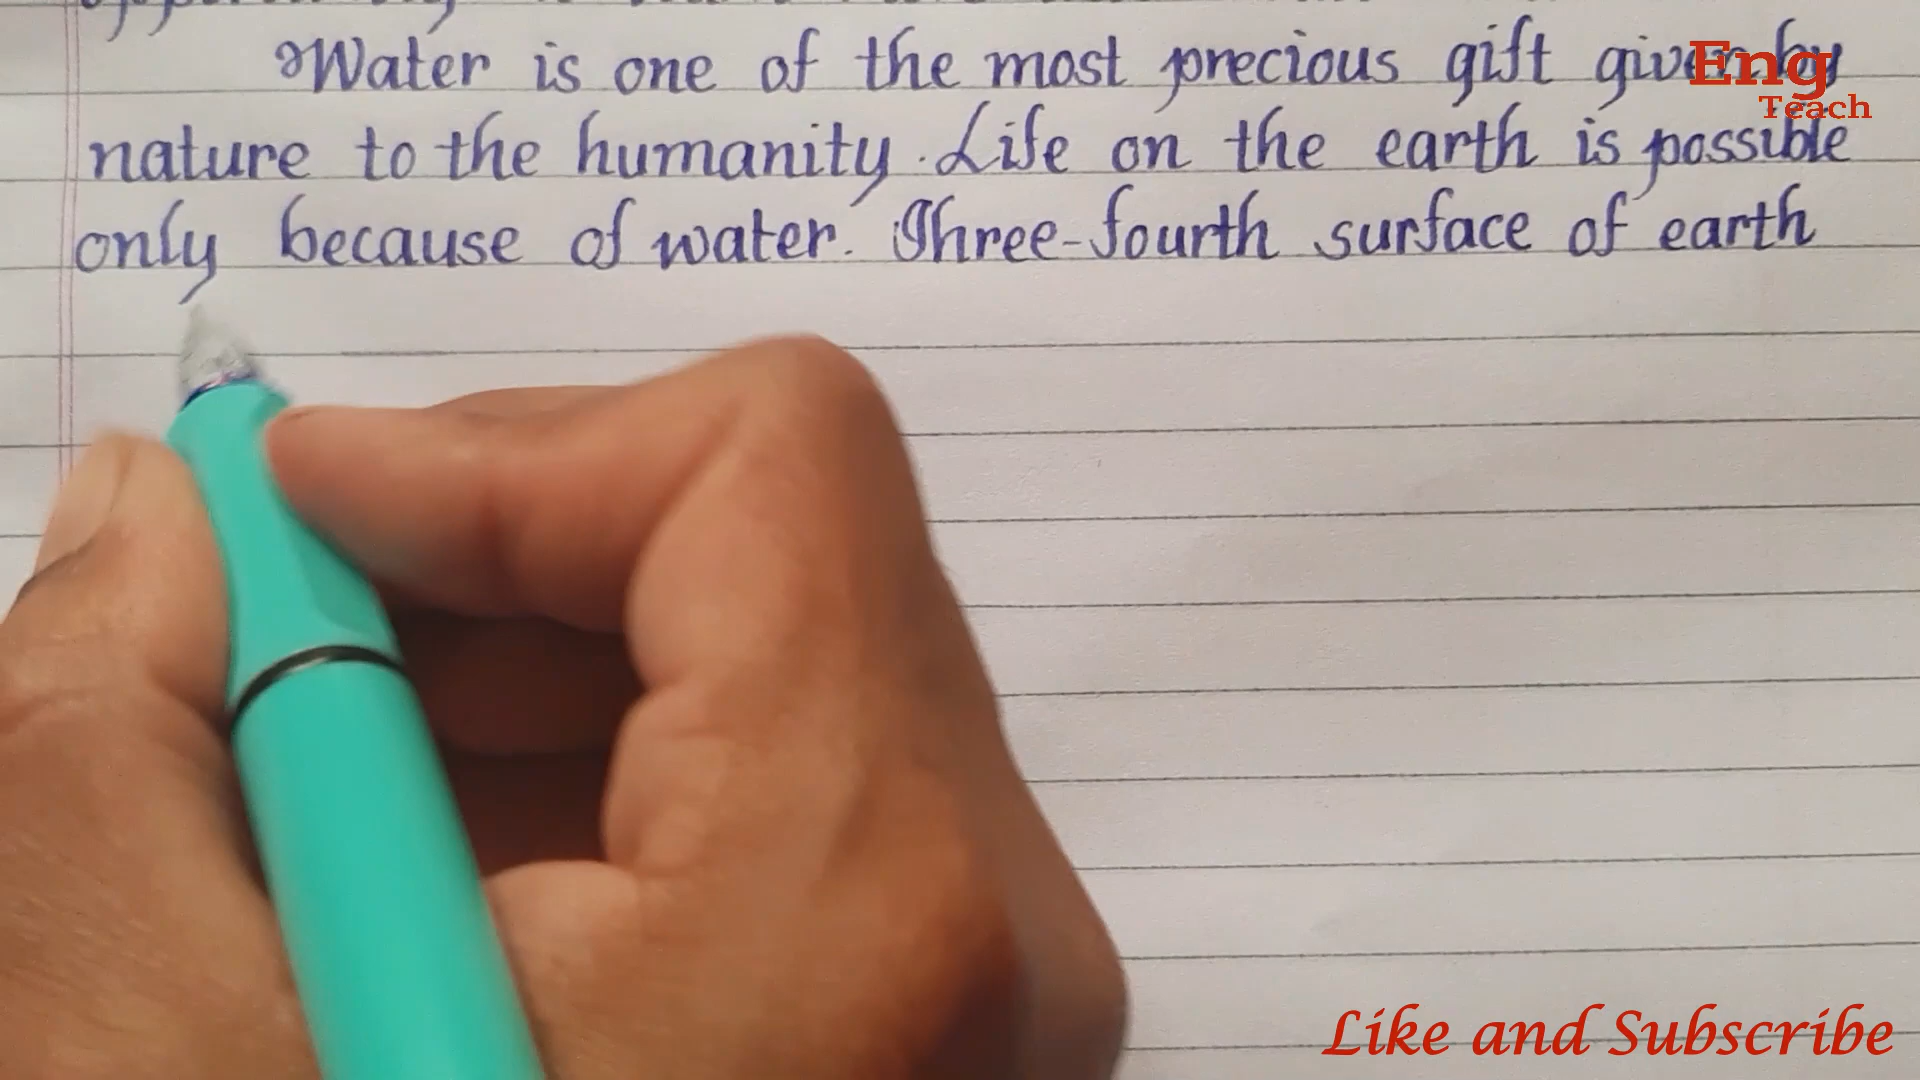 Water is one of the most precious gift given by
Eng
Teach
nature to the humanity. Life on the earth is possible
only because of water. Three-fourth surface of earth
Like and Subscribe